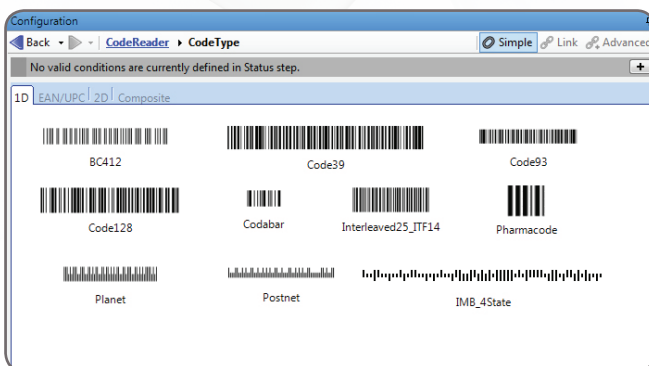 Configuration
Back CodeReader CodeType Simple Link Advanced
No valid conditions are currently defined in Status step.
1D EAN/UPC 2D Composite
BC412 Code39 Code93
Code128 Codabar Interleaved25_ITF14 Pharmacode
Planet Postnet IMB_4State